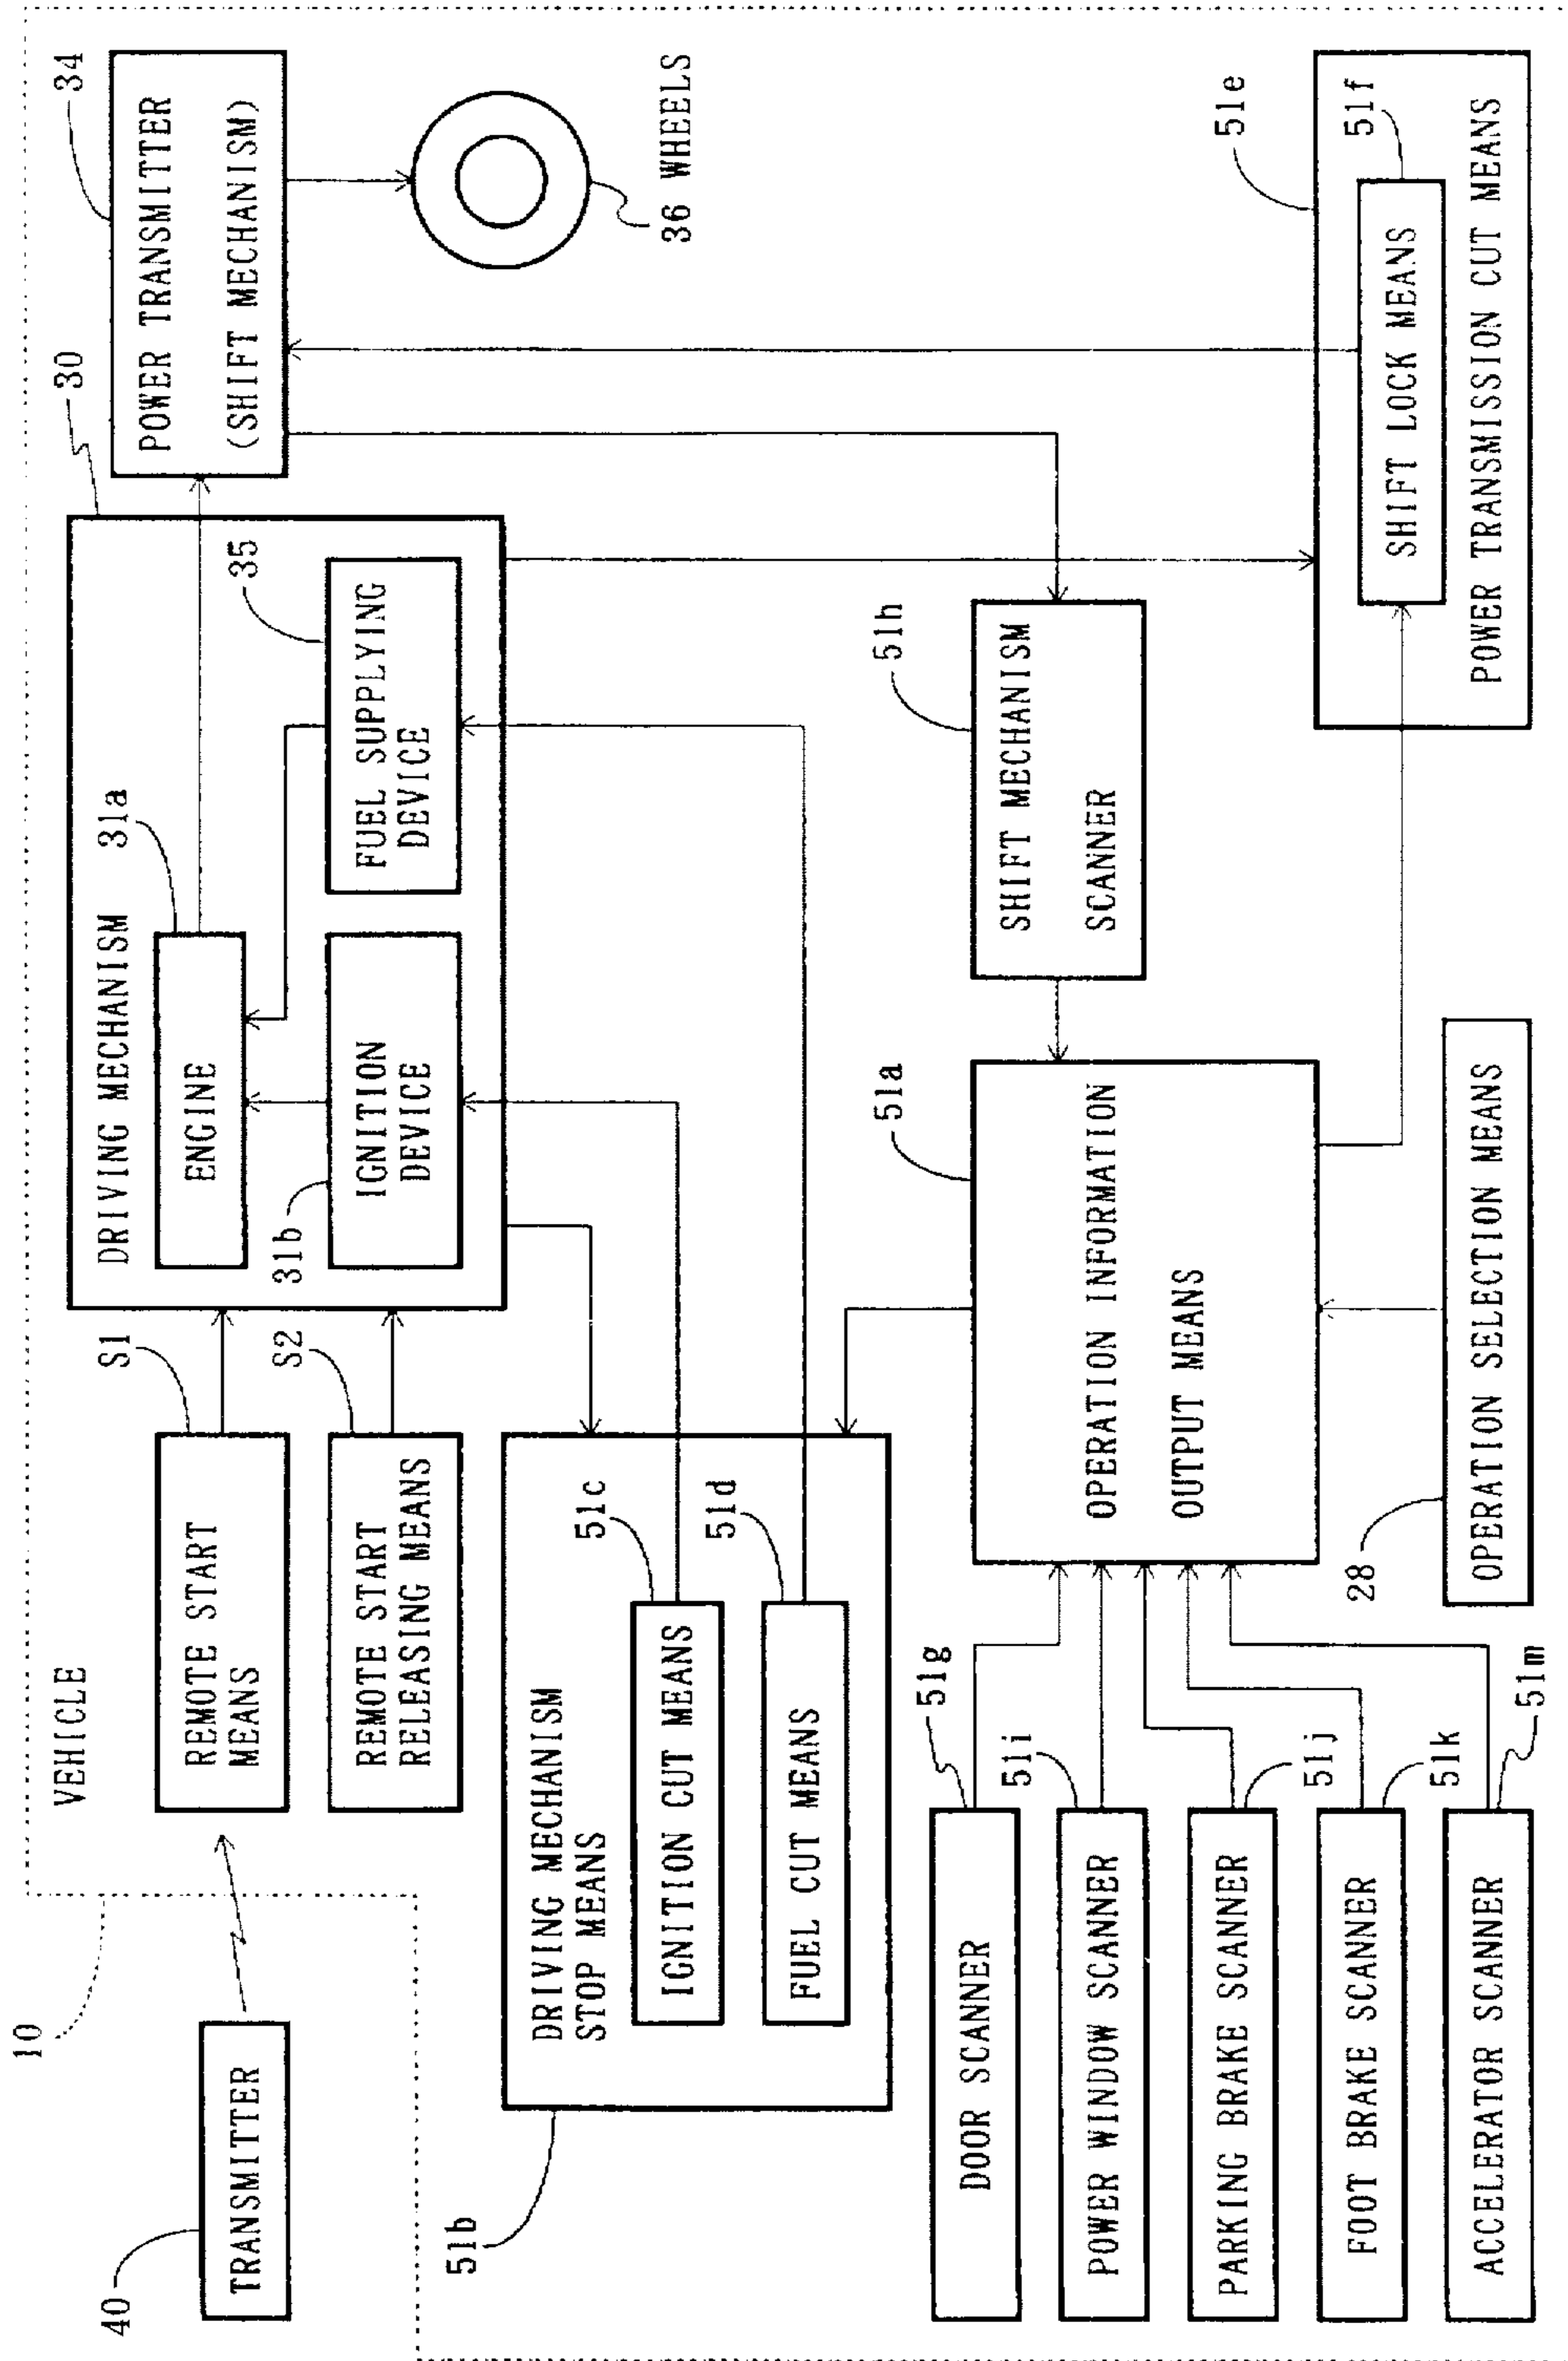 10
VEHICLE
40
TRANSMITTER
REMOTE START
MEANS
S1
REMOTE START
RELEASING MEANS
S2
30
DRIVING MECHANISM
31a
ENGINE
31b
IGNITION
DEVICE
35
FUEL SUPPLYING
DEVICE
34
POWER TRANSMITTER
(SHIFT MECHANISM)
36 WHEELS
51b
DRIVING MECHANISM
STOP MEANS
51c
IGNITION CUT MEANS
51d
FUEL CUT MEANS
51g
DOOR SCANNER
51i
POWER WINDOW SCANNER
51j
PARKING BRAKE SCANNER
51k
FOOT BRAKE SCANNER
51m
ACCELERATOR SCANNER
51a
OPERATION INFORMATION
OUTPUT MEANS
28
OPERATION SELECTION MEANS
51h
SHIFT MECHANISM
SCANNER
51e
51f
SHIFT LOCK MEANS
POWER TRANSMISSION CUT MEANS